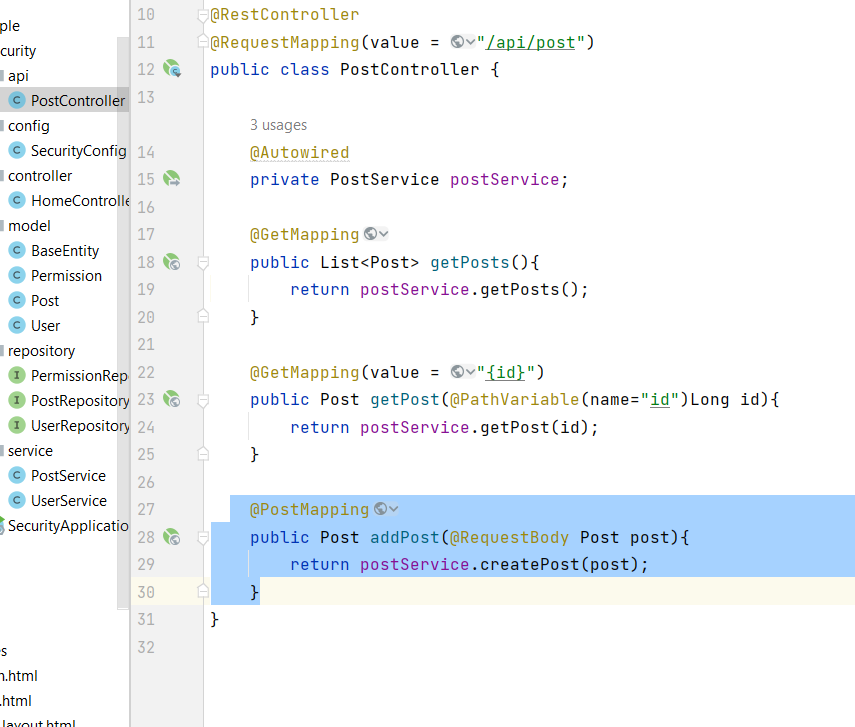 ple
curity
api
PostController
config
SecurityConfig
controller
HomeControlle
model
BaseEntity
Permission
Post
User
repository
PermissionRep
PostRepository
UserRepository
service
PostService
UserService
SecurityApplicatio
s
n.html
.html
layout.html
10 @RestController
11 @RequestMapping(value = "/api/post")
12 public class PostController {
13
3 usages
14 @Autowired
15 private PostService postService;
16
17 @GetMapping
18 public List<Post> getPosts(){
19 return postService.getPosts();
20 }
21
22 @GetMapping(value = "{id}")
23 public Post getPost(@PathVariable(name="id")Long id){
24 return postService.getPost(id);
25 }
26
27 @PostMapping
28 public Post addPost(@RequestBody Post post){
29 return postService.createPost(post);
30 }
31 }
32